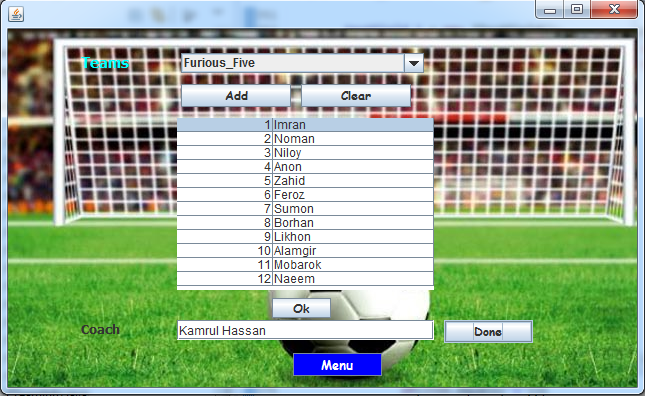 Teams Furious_Five
Add Clear
1 Imran
2 Noman
3 Niloy
4 Anon
5 Zahid
6 Feroz
7 Sumon
8 Borhan
9 Likhon
10 Alamgir
11 Mobarok
12 Naeem
Ok
Coach Kamrul Hassan Done
Menu